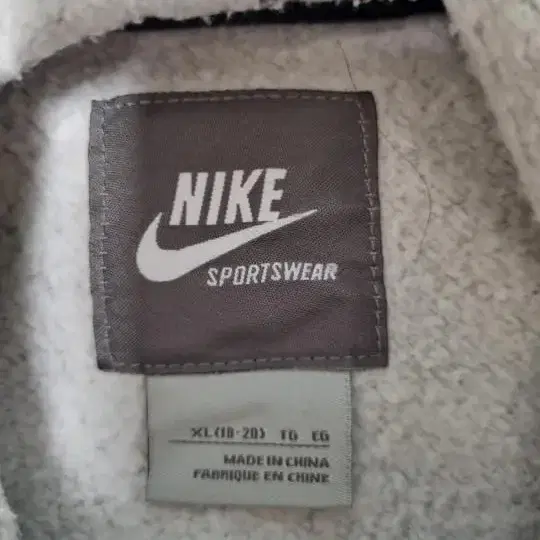 NIKE
SPORTSWEAR
XL(18-20) TG EG
MADE IN CHINA
FABRIQUE EN CHINE